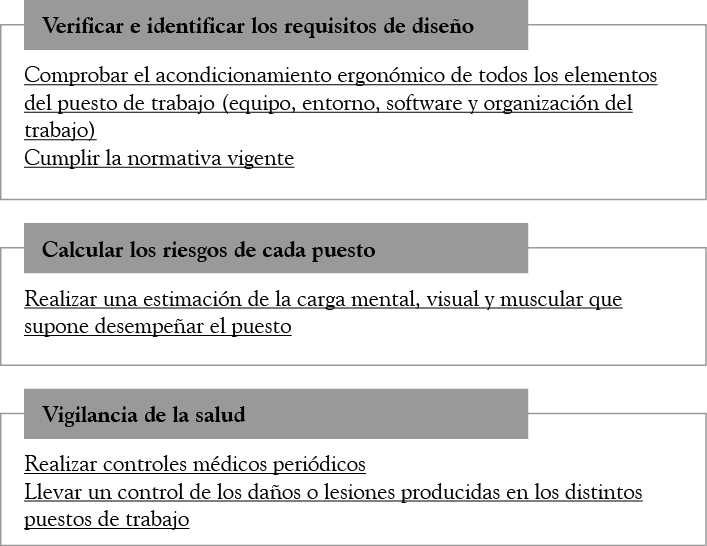 Verificar e identificar los requisitos de diseño
Comprobar el acondicionamiento ergonómico de todos los elementos
del puesto de trabajo (equipo, entorno, software y organización del
trabajo)
Cumplir la normativa vigente
Calcular los riesgos de cada puesto
Realizar una estimación de la carga mental, visual y muscular que
supone desempeñar el puesto
Vigilancia de la salud
Realizar controles médicos periódicos
Llevar un control de los daños o lesiones producidas en los distintos
puestos de trabajo